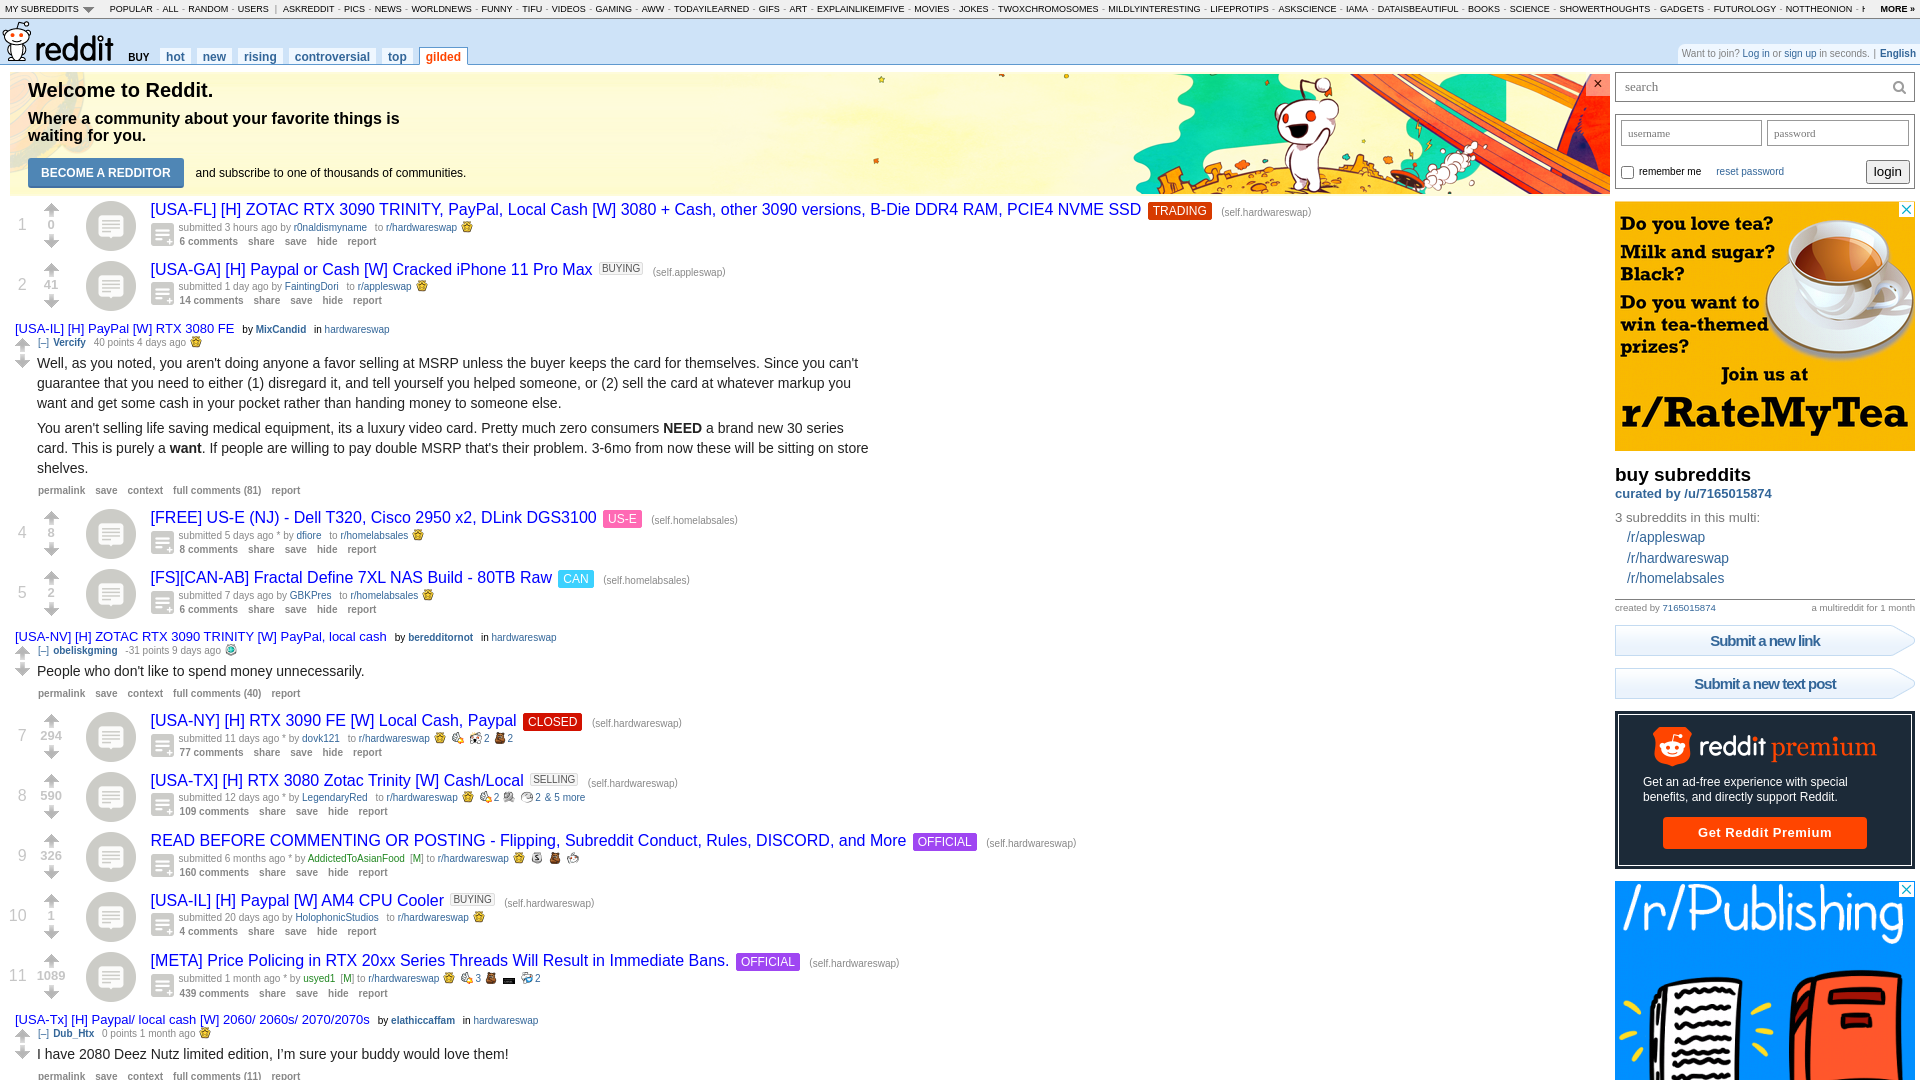 MY SUBREDDITS POPULAR - ALL - RANDOM - USERS | ASKREDDIT - PICS - NEWS - WORLDNEWS - FUNNY - TIFU - VIDEOS - GAMING - AWW - TODAYILEARNED - GIFS - ART - EXPLAINLIKEIMFIVE - MOVIES - JOKES - TWOXCHROMOSOMES - MILDLYINTERESTING - LIFEPROTIPS - ASKSCIENCE - IAMA - DATAISBEAUTIFUL - BOOKS - SCIENCE - SHOWERTHOUGHTS - GADGETS - FUTUROLOGY - NOTTHEONION - MORE »
reddit BUY hot new rising controversial top gilded
Want to join? Log in or sign up in seconds. | English
Welcome to Reddit.
Where a community about your favorite things is
waiting for you.
BECOME A REDDITOR and subscribe to one of thousands of communities.
×
1
0
[USA-FL] [H] ZOTAC RTX 3090 TRINITY, PayPal, Local Cash [W] 3080 + Cash, other 3090 versions, B-Die DDR4 RAM, PCIE4 NVME SSD TRADING (self.hardwareswap)
submitted 3 hours ago by r0naldismyname to r/hardwareswap
6 comments share save hide report
2
41
[USA-GA] [H] Paypal or Cash [W] Cracked iPhone 11 Pro Max BUYING (self.appleswap)
submitted 1 day ago by FaintingDori to r/appleswap
14 comments share save hide report
[USA-IL] [H] PayPal [W] RTX 3080 FE by MixCandid in hardwareswap
[–] Vercify 40 points 4 days ago
Well, as you noted, you aren't doing anyone a favor selling at MSRP unless the buyer keeps the card for themselves. Since you can't
guarantee that you need to either (1) disregard it, and tell yourself you helped someone, or (2) sell the card at whatever markup you
want and get some cash in your pocket rather than handing money to someone else.
You aren't selling life saving medical equipment, its a luxury video card. Pretty much zero consumers NEED a brand new 30 series
card. This is purely a want. If people are willing to pay double MSRP that's their problem. 3-6mo from now these will be sitting on store
shelves.
permalink save context full comments (81) report
4
8
[FREE] US-E (NJ) - Dell T320, Cisco 2950 x2, DLink DGS3100 US-E (self.homelabsales)
submitted 5 days ago * by dfiore to r/homelabsales
8 comments share save hide report
5
2
[FS][CAN-AB] Fractal Define 7XL NAS Build - 80TB Raw CAN (self.homelabsales)
submitted 7 days ago by GBKPres to r/homelabsales
6 comments share save hide report
[USA-NV] [H] ZOTAC RTX 3090 TRINITY [W] PayPal, local cash by beredditornot in hardwareswap
[–] obeliskgming -31 points 9 days ago
People who don't like to spend money unnecessarily.
permalink save context full comments (40) report
7
294
[USA-NY] [H] RTX 3090 FE [W] Local Cash, Paypal CLOSED (self.hardwareswap)
submitted 11 days ago * by dovk121 to r/hardwareswap 2 2
77 comments share save hide report
8
590
[USA-TX] [H] RTX 3080 Zotac Trinity [W] Cash/Local SELLING (self.hardwareswap)
submitted 12 days ago * by LegendaryRed to r/hardwareswap 2 2 & 5 more
109 comments share save hide report
9
326
READ BEFORE COMMENTING OR POSTING - Flipping, Subreddit Conduct, Rules, DISCORD, and More OFFICIAL (self.hardwareswap)
submitted 6 months ago * by AddictedToAsianFood [M] to r/hardwareswap
160 comments share save hide report
10
1
[USA-IL] [H] Paypal [W] AM4 CPU Cooler BUYING (self.hardwareswap)
submitted 20 days ago by HolophonicStudios to r/hardwareswap
4 comments share save hide report
11
1089
[META] Price Policing in RTX 20xx Series Threads Will Result in Immediate Bans. OFFICIAL (self.hardwareswap)
submitted 1 month ago * by usyed1 [M] to r/hardwareswap 3 2
439 comments share save hide report
[USA-Tx] [H] Paypal/ local cash [W] 2060/ 2060s/ 2070/2070s by elathiccaffam in hardwareswap
[–] Dub_Htx 0 points 1 month ago
I have 2080 Deez Nutz limited edition, I'm sure your buddy would love them!
permalink save context full comments (11) report
search
username password
remember me reset password login
Do you love tea?
Milk and sugar?
Black?
Do you want to
win tea-themed
prizes?
Join us at
r/RateMyTea
buy subreddits
curated by /u/7165015874
3 subreddits in this multi:
/r/appleswap
/r/hardwareswap
/r/homelabsales
created by 7165015874 a multireddit for 1 month
Submit a new link
Submit a new text post
reddit premium
Get an ad-free experience with special
benefits, and directly support Reddit.
Get Reddit Premium
/r/Publishing